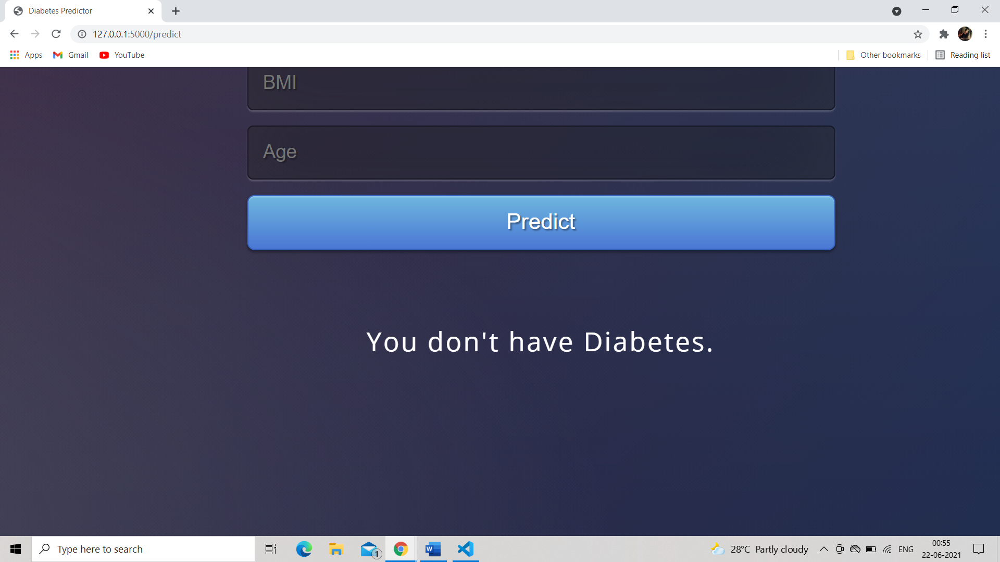 Diabetes Predictor
127.0.0.1:5000/predict
Apps Gmail YouTube Other bookmarks Reading list
BMI
Age
Predict
You don't have Diabetes.
Type here to search
1
28°C Partly cloudy
ENG
00:55
22-06-2021